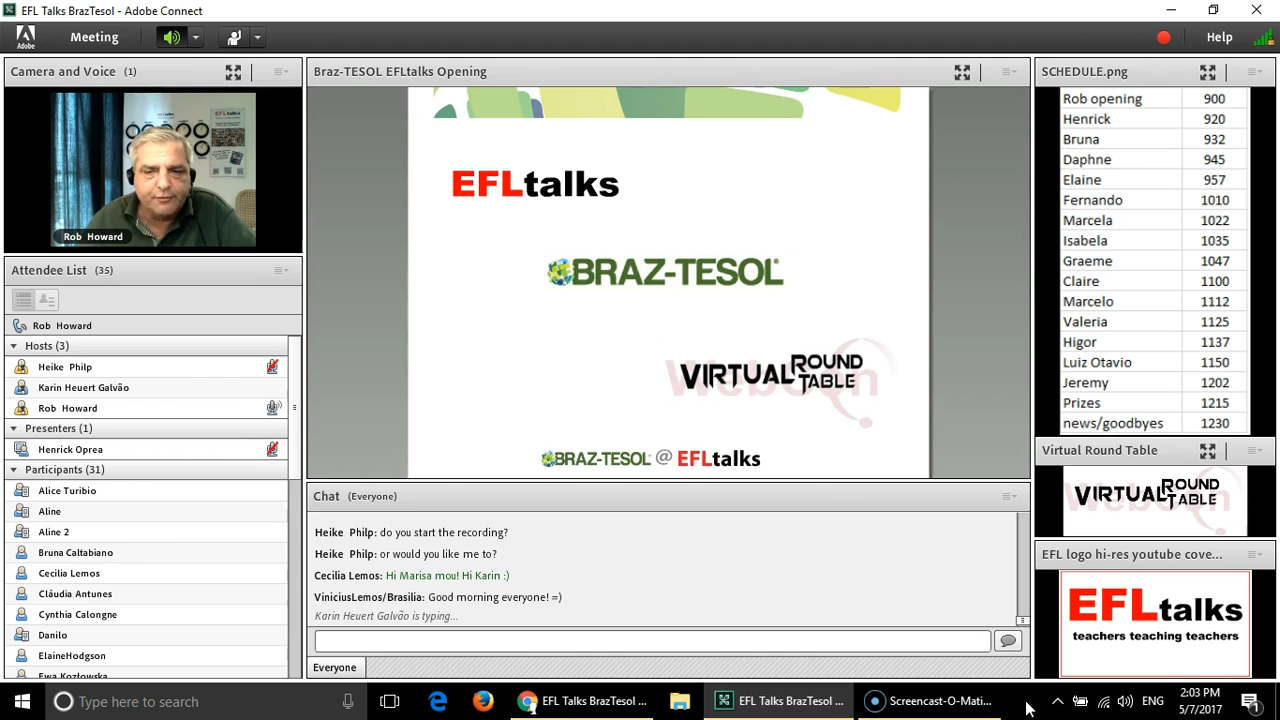 EFL Talks BrazTesol - Adobe Connect
Adobe
Meeting
Help
Camera and Voice (1)
Rob Howard
Attendee List (35)
Rob Howard
Hosts (3)
Heike Philp
Karin Heuert Galvão
Rob Howard
Presenters (1)
Henrick Oprea
Participants (31)
Alice Turibio
Aline
Aline 2
Bruna Caltabiano
Cecilia Lemos
Cláudia Antunes
Cynthia Calongne
Danilo
ElaineHodgson
Ewa Kozłowska
Braz-TESOL EFLtalks Opening
EFLtalks
BRAZ-TESOL
VIRTUAL ROUND TABLE
WebCon
BRAZ-TESOL @ EFLtalks
Chat (Everyone)
Heike Philp: do you start the recording?
Heike Philp: or would you like me to?
Cecilia Lemos: Hi Marisa mou! Hi Karin :)
ViniciusLemos/Brasilia: Good morning everyone! =)
Karin Heuert Galvão is typing...
Everyone
SCHEDULE.png
Rob opening 900
Henrick 920
Bruna 932
Daphne 945
Elaine 957
Fernando 1010
Marcela 1022
Isabela 1035
Graeme 1047
Claire 1100
Marcelo 1112
Valeria 1125
Higor 1137
Luiz Otavio 1150
Jeremy 1202
Prizes 1215
news/goodbyes 1230
Virtual Round Table
VIRTUAL ROUND TABLE
EFL logo hi-res youtube cove...
EFLtalks
teachers teaching teachers
Type here to search
EFL Talks BrazTesol ...
EFL Talks BrazTesol ...
Screencast-O-Mati...
ENG
2:03 PM
5/7/2017
1